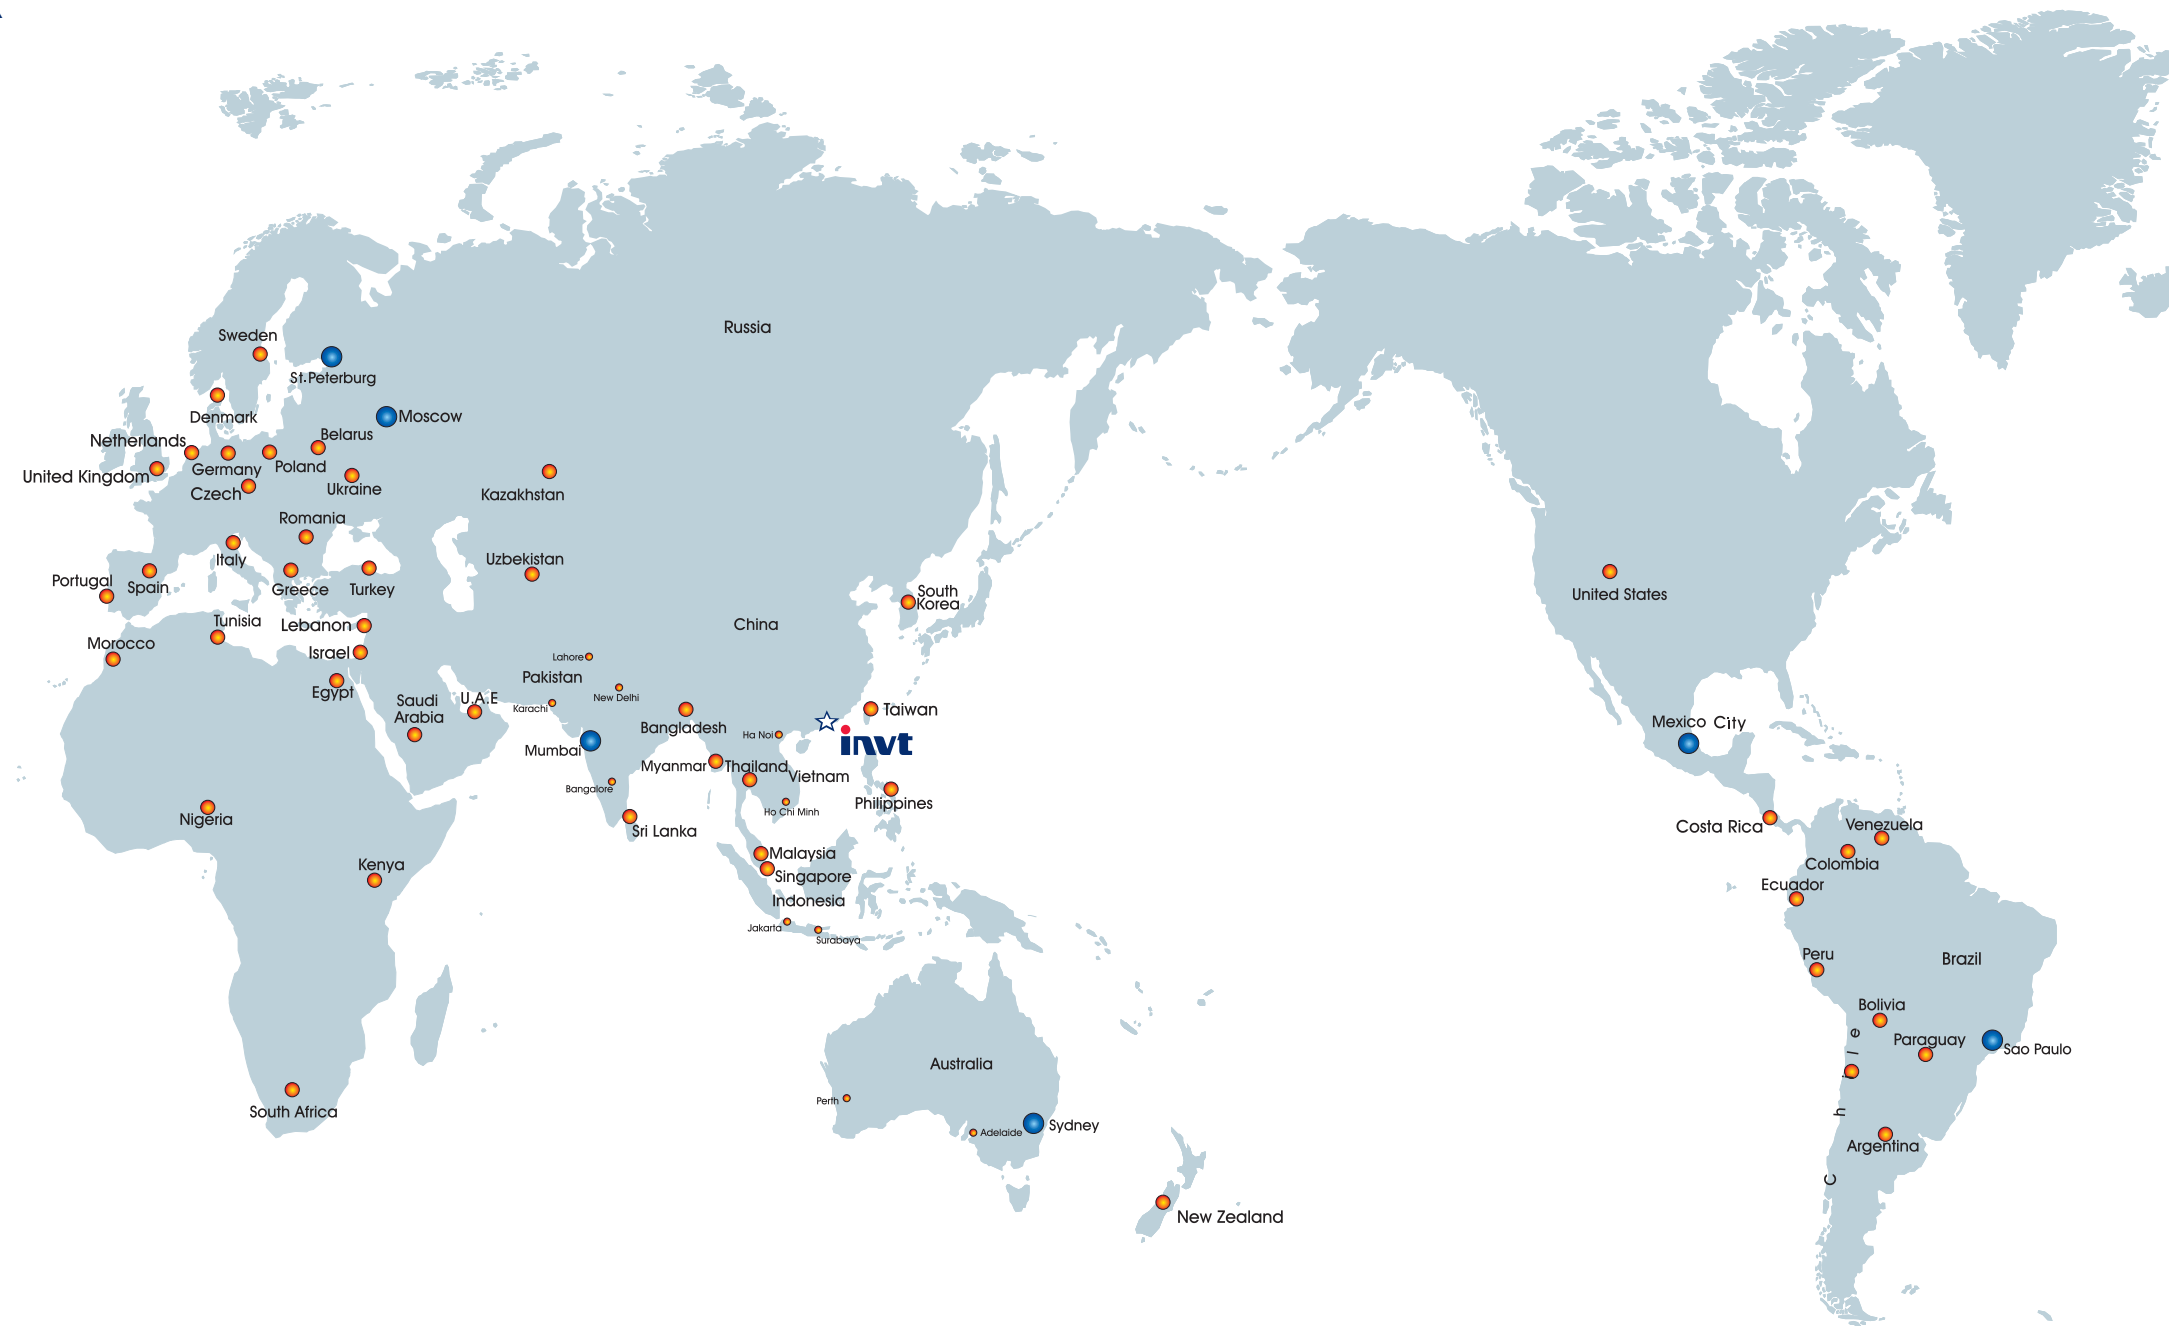 Russia
Sweden
St.Peterburg
Denmark
Moscow
Netherlands
Belarus
United Kingdom
Germany
Poland
Czech
Ukraine
Kazakhstan
Romania
Italy
Uzbekistan
Portugal
Spain
Greece
Turkey
South
Korea
Tunisia
Lebanon
China
Morocco
Israel
Lahore
Pakistan
Egypt
New Delhi
Saudi
Arabia
U.A.E
Karachi
Taiwan
Bangladesh
Ha Noi
invt
Mumbai
Myanmar
Thailand
Vietnam
Bangalore
Philippines
Ho Chi Minh
Nigeria
Sri Lanka
Kenya
Malaysia
Singapore
Indonesia
Jakarta
Surabaya
Australia
Perth
Adelaide
Sydney
South Africa
New Zealand
United States
Mexico City
Costa Rica
Venezuela
Colombia
Ecuador
Peru
Brazil
Bolivia
Chile
Paraguay
Sao Paulo
Argentina